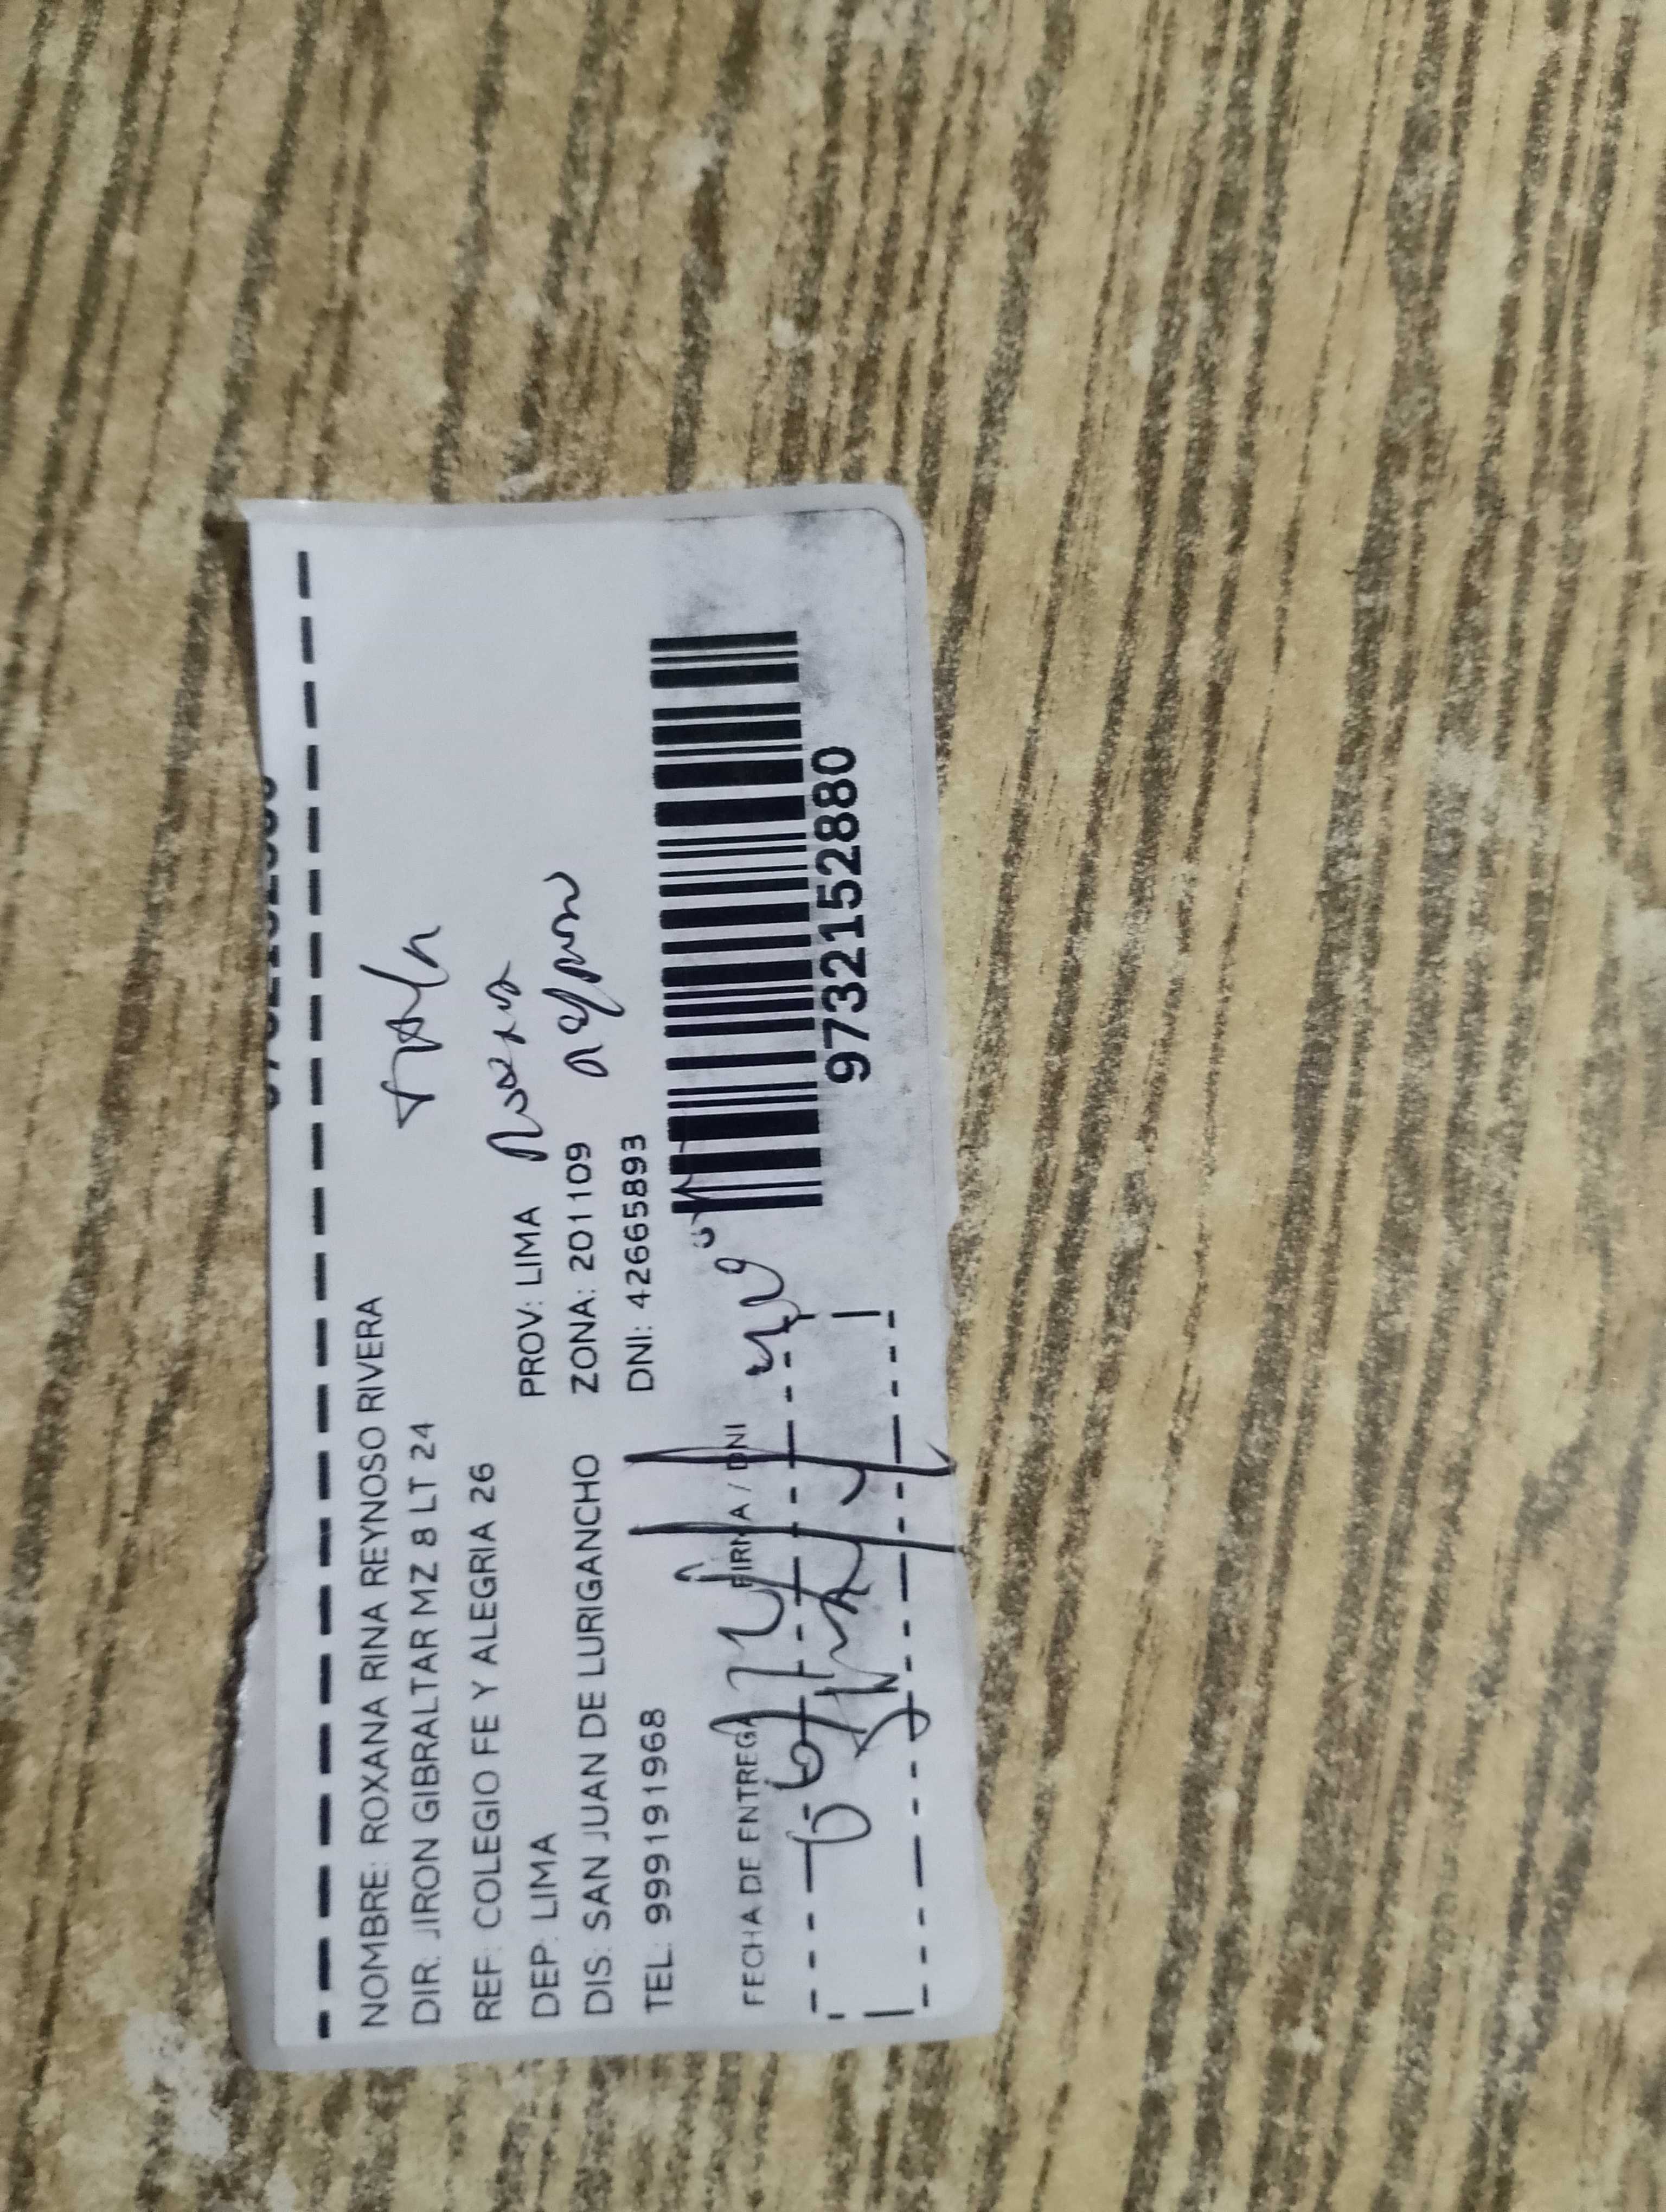 NOMBRE: ROXANA RINA REYNOSO RIVERA
DIR: JIRON GIBRALTAR MZ 8 LT 24
REF: COLEGIO FE Y ALEGRIA 26
DEP: LIMA PROV: LIMA
DIS: SAN JUAN DE LURIGANCHO ZONA: 201109
TEL: 999191968 DNI: 42665893
FECHA DE ENTREGA FIRMA / DNI
9732152880